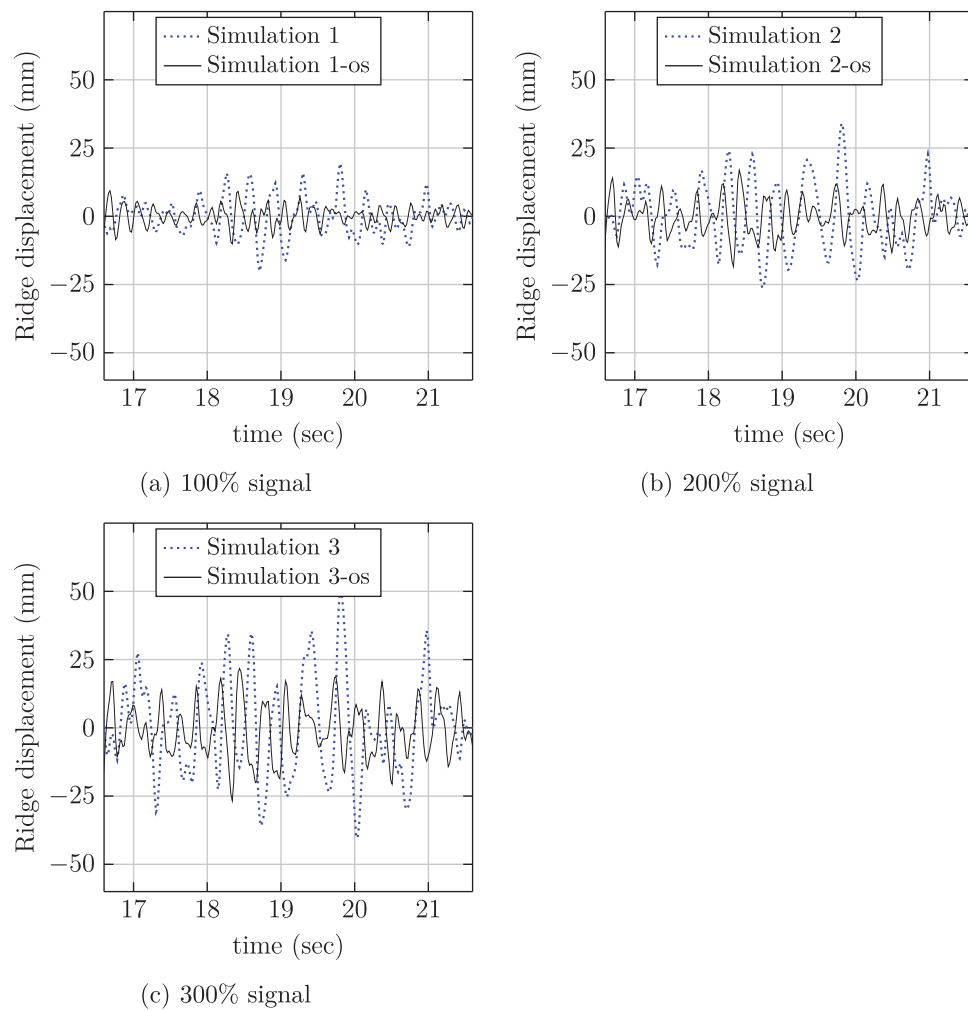 Simulation 1
Simulation 1-os
50
25
0
−25
−50
Ridge displacement (mm)
17 18 19 20 21
time (sec)
(a) 100% signal
Simulation 2
Simulation 2-os
50
25
0
−25
−50
Ridge displacement (mm)
17 18 19 20 21
time (sec)
(b) 200% signal
Simulation 3
Simulation 3-os
50
25
0
−25
−50
Ridge displacement (mm)
17 18 19 20 21
time (sec)
(c) 300% signal